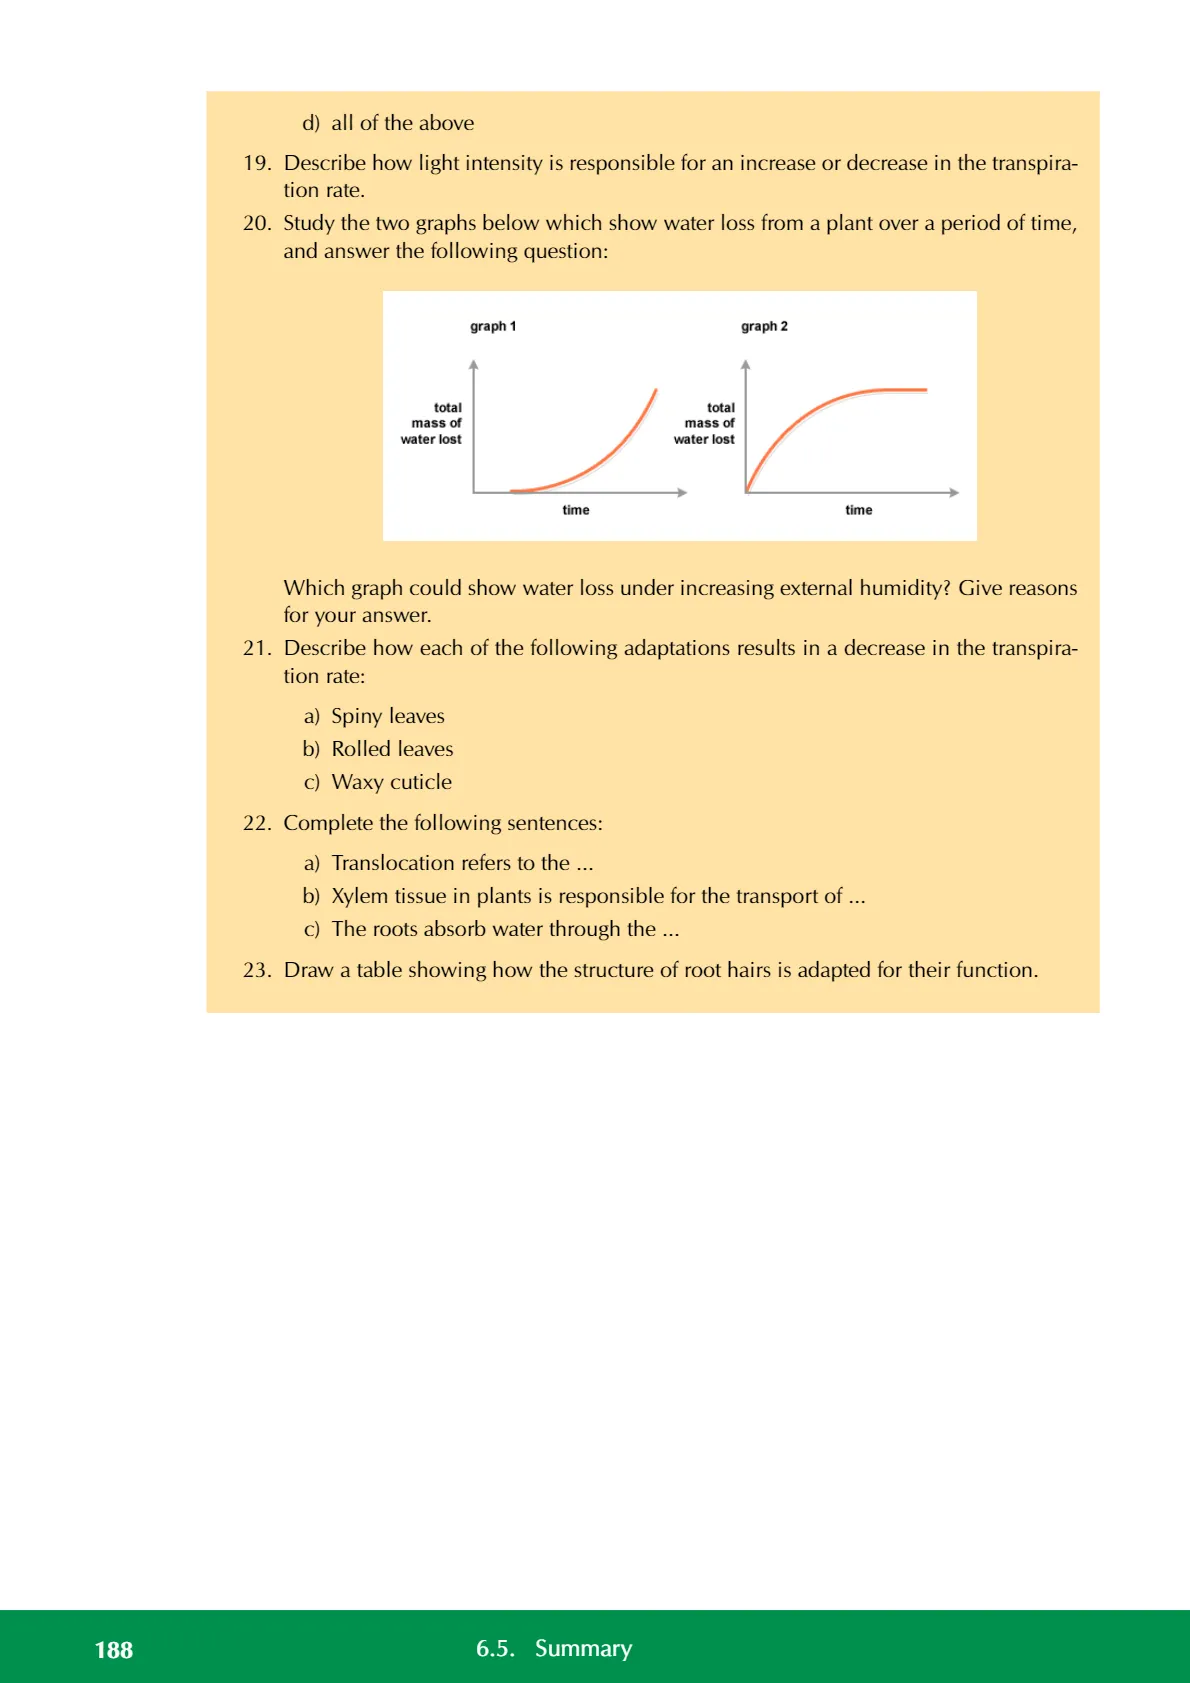 d) all of the above
19. Describe how light intensity is responsible for an increase or decrease in the transpira-
tion rate.
20. Study the two graphs below which show water loss from a plant over a period of time,
and answer the following question:
graph 1
total
mass of
water lost
time
graph 2
total
mass of
water lost
time
Which graph could show water loss under increasing external humidity? Give reasons
for your answer.
21. Describe how each of the following adaptations results in a decrease in the transpira-
tion rate:
a) Spiny leaves
b) Rolled leaves
c) Waxy cuticle
22. Complete the following sentences:
a) Translocation refers to the ...
b) Xylem tissue in plants is responsible for the transport of ...
c) The roots absorb water through the ...
23. Draw a table showing how the structure of root hairs is adapted for their function.
188 6.5. Summary